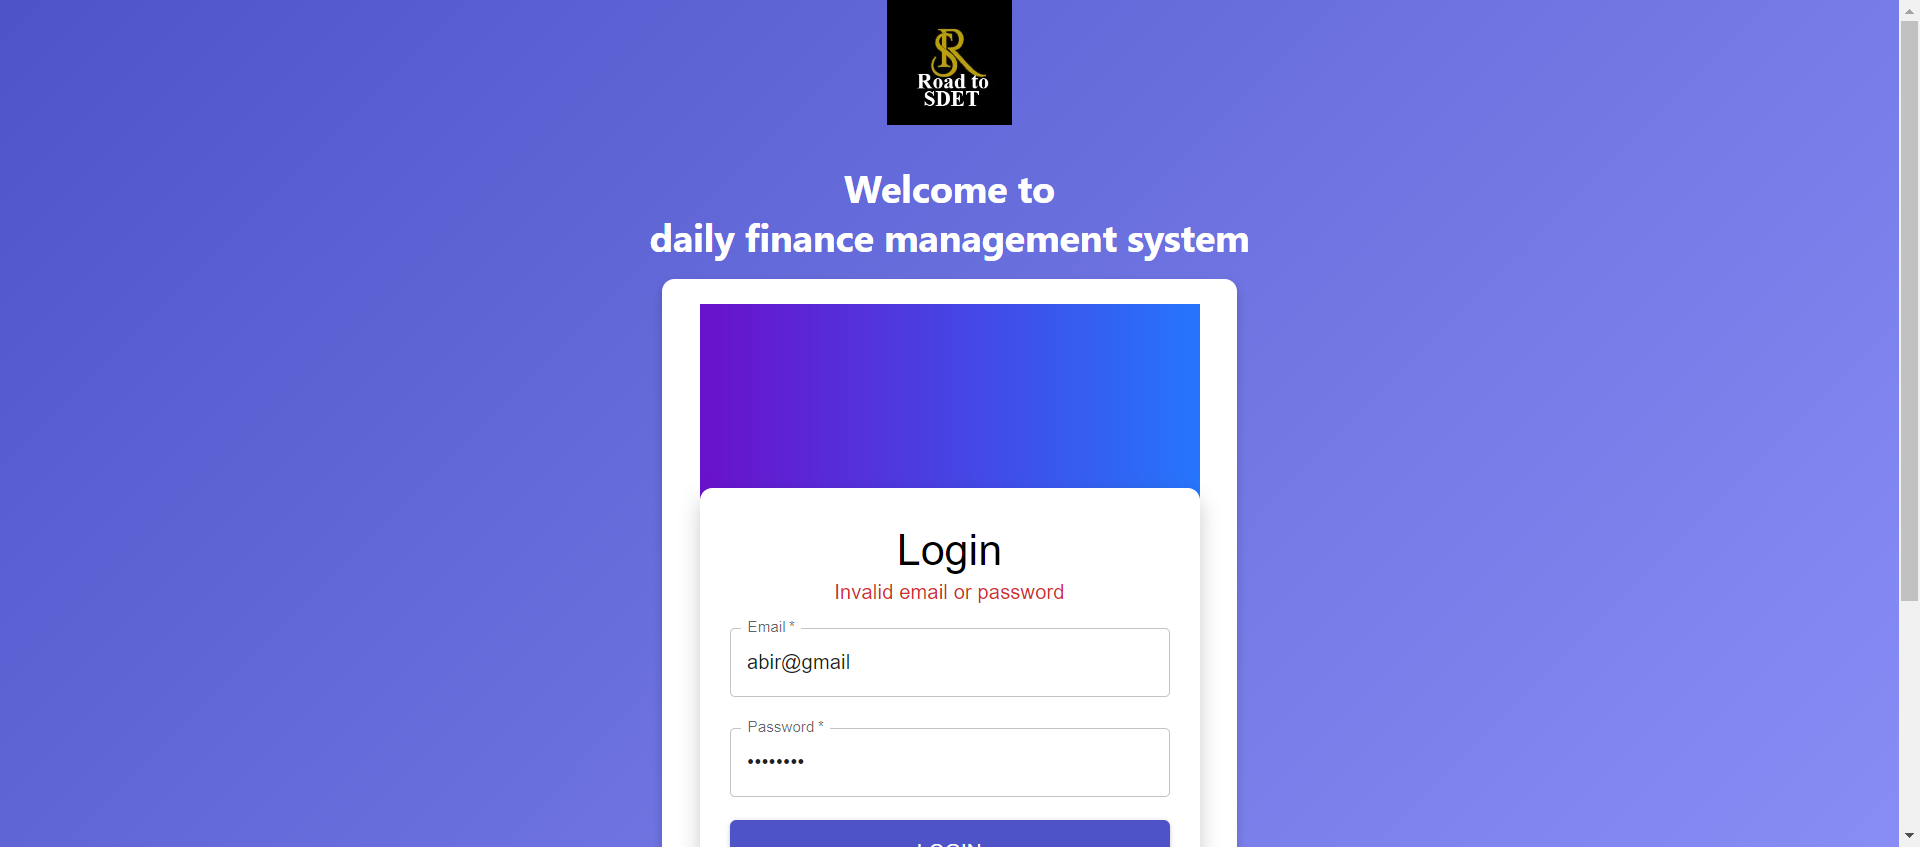 SR
Road to
SDET
Welcome to
daily finance management system
Login
Invalid email or password
Email *
abir@gmail
Password *
••••••••
LOGIN